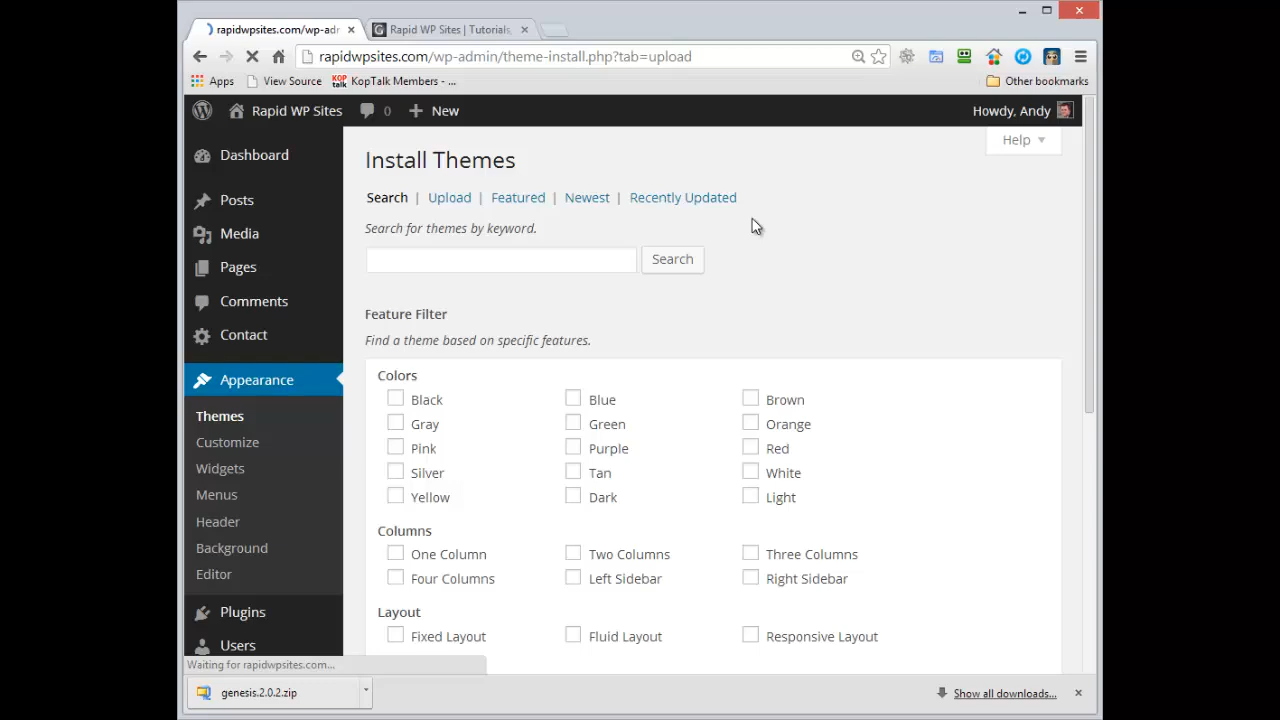 rapidwpsites.com/wp-adr
Rapid WP Sites | Tutorials,
rapidwpsites.com/wp-admin/theme-install.php?tab=upload
Apps View Source KOP talk KopTalk Members - ... Other bookmarks
Rapid WP Sites 0 New Howdy, Andy
Help
Dashboard
Posts
Media
Pages
Comments
Contact
Appearance
Themes
Customize
Widgets
Menus
Header
Background
Editor
Plugins
Users
Install Themes
Search | Upload | Featured | Newest | Recently Updated
Search for themes by keyword.
Search
Feature Filter
Find a theme based on specific features.
Colors
Black Blue Brown
Gray Green Orange
Pink Purple Red
Silver Tan White
Yellow Dark Light
Columns
One Column Two Columns Three Columns
Four Columns Left Sidebar Right Sidebar
Layout
Fixed Layout Fluid Layout Responsive Layout
Waiting for rapidwpsites.com...
genesis.2.0.2.zip Show all downloads...